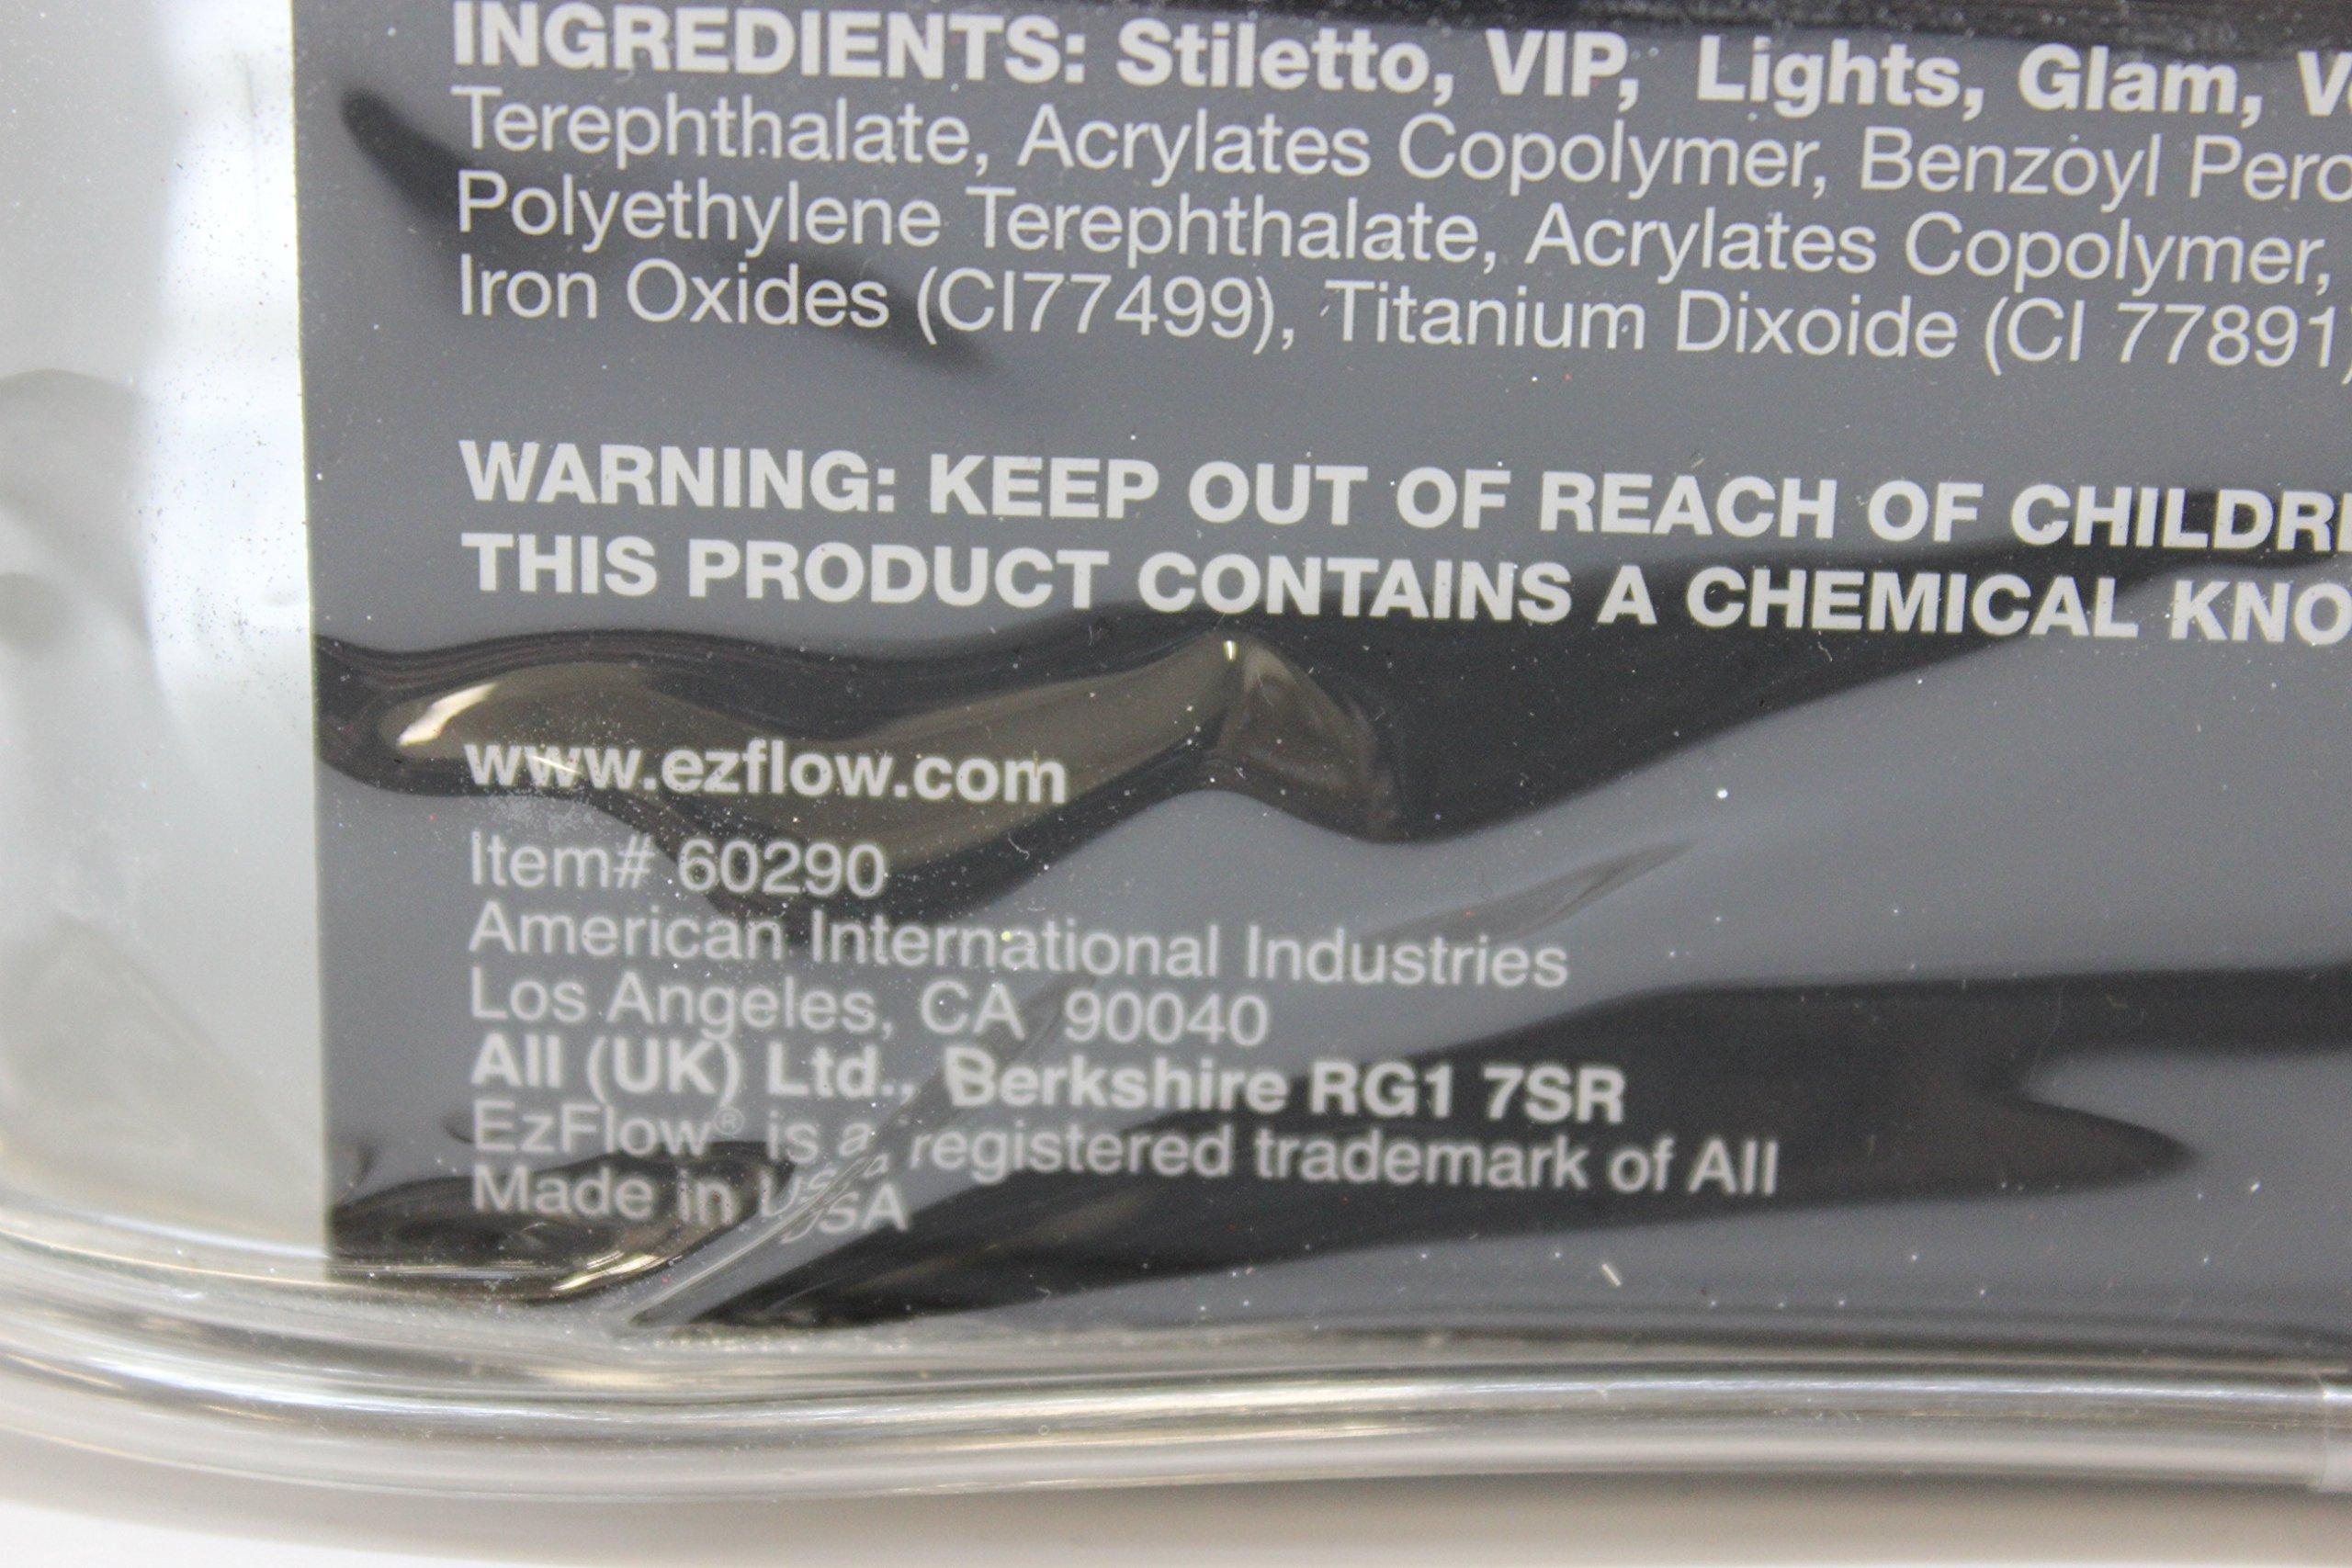 INGREDIENTS: Stiletto, VIP, Lights, Glam,
Terephthalate, Acrylates Copolymer, Benzoyl
Polyethylene Terephthalate, Acrylates Copolymer,
Iron Oxides (CI77499), Titanium Dixoide (CI 77891
WARNING: KEEP OUT OF REACH OF CHILDR
THIS PRODUCT CONTAINS A CHEMICAL KNO
www.ezflow.com
Item# 60290
American International Industries
Los Angeles, CA 90040
AII (UK) Ltd., Berkshire RG1 7SR
EzFlow® is a registered trademark of AII
Made in USA